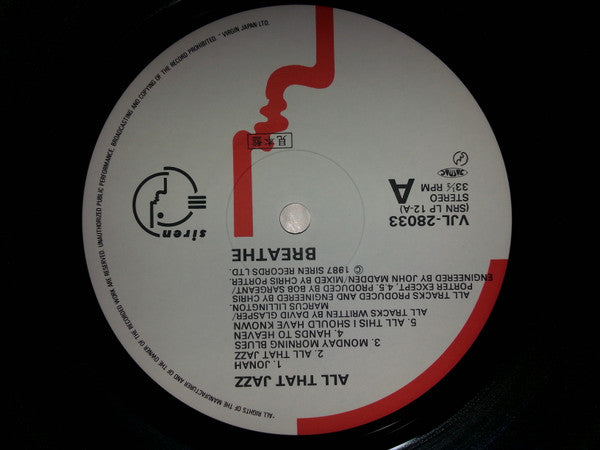 siren
BREATHE
見本盤
VJL-28033
(SRN LP 12-A)
STEREO
33⅓ RPM
A
ALL THAT JAZZ
1. JONAH
2. ALL THAT JAZZ
3. MONDAY MORNING BLUES
4. HANDS TO HEAVEN
5. ALL THIS I SHOULD HAVE KNOWN
ALL TRACKS WRITTEN BY DAVID GLASPER/
MARCUS LILLINGTON.
ALL TRACKS PRODUCED AND ENGINEERED BY CHRIS
PORTER EXCEPT. 4,5. PRODUCED BY BOB SARGEANT/
ENGINEERED BY JOHN MADDEN/MIXED BY CHRIS PORTER.
© 1987 SIREN RECORDS LTD.
*ALL RIGHTS OF THE MANUFACTURER AND OF THE OWNER OF THE RECORDED WORK ARE RESERVED. UNAUTHORIZED PUBLIC PERFORMANCE, BROADCASTING AND COPYING OF THE RECORD PROHIBITED. - VIRGIN JAPAN LTD.